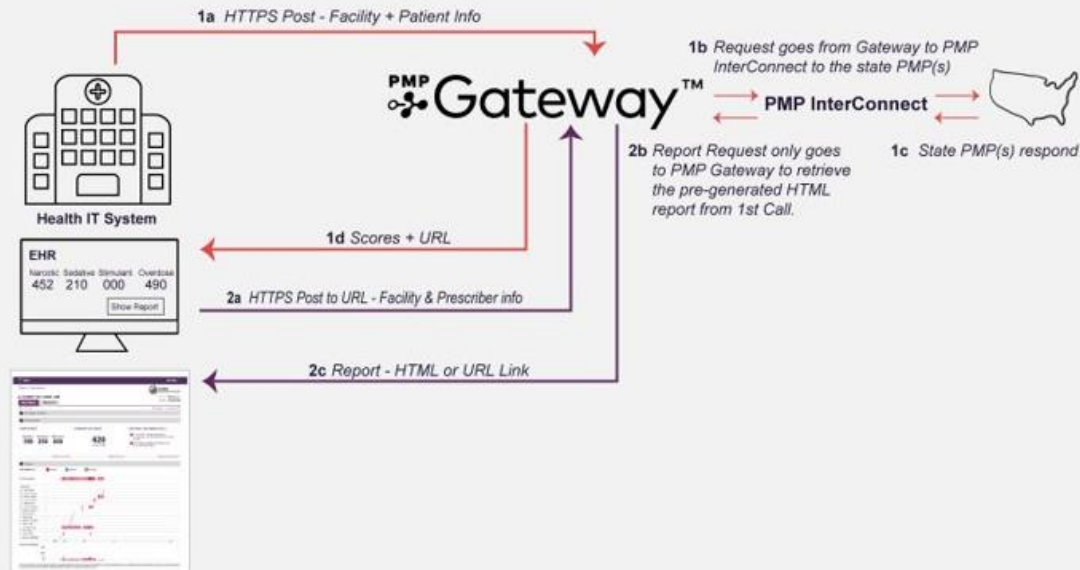 1a HTTPS Post - Facility + Patient Info
PMP
Gateway™
1b Request goes from Gateway to PMP
InterConnect to the state PMP(s)
PMP InterConnect
2b Report Request only goes
to PMP Gateway to retrieve
the pre-generated HTML
report from 1st Call.
1c State PMP(s) respond
Health IT System
1d Scores + URL
EHR
Narcotic Sedative Stimulant Overdose
452 210 000 490
Show Report
2a HTTPS Post to URL - Facility & Prescriber info
2c Report - HTML or URL Link